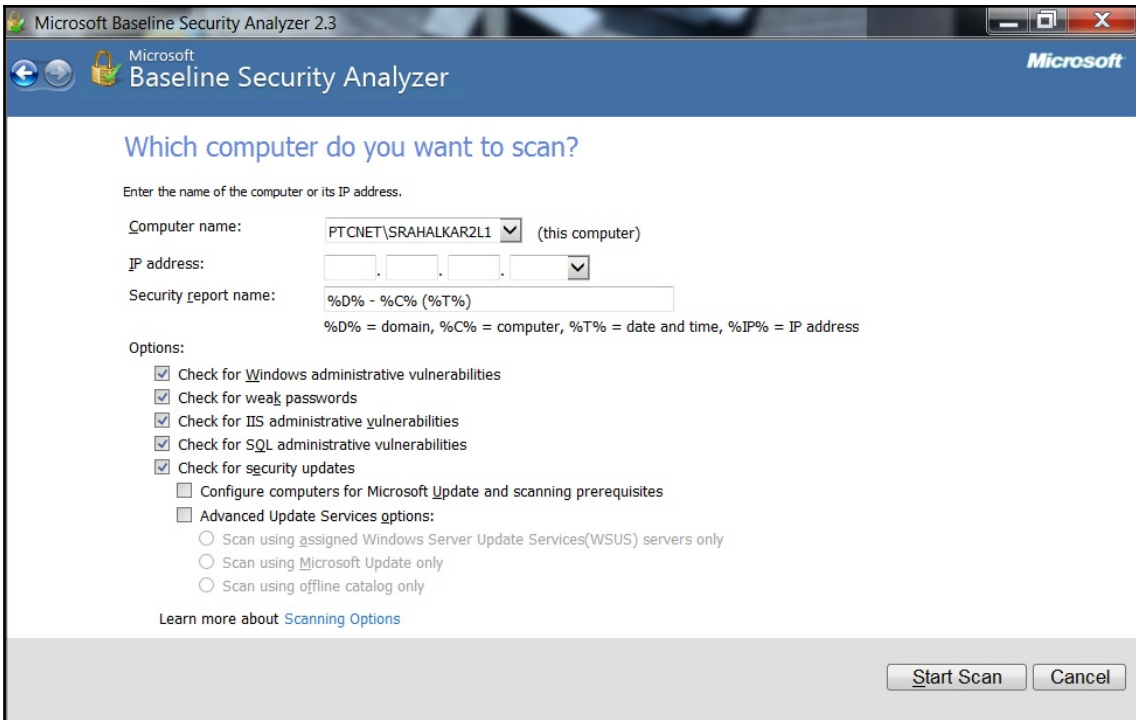 Microsoft Baseline Security Analyzer 2.3
Microsoft
Baseline Security Analyzer
Microsoft
Which computer do you want to scan?
Enter the name of the computer or its IP address.
Computer name: PTCNET\SRAHALKAR2L1 (this computer)
IP address: . . .
Security report name: %D% - %C% (%T%)
%D% = domain, %C% = computer, %T% = date and time, %IP% = IP address
Options:
Check for Windows administrative vulnerabilities
Check for weak passwords
Check for IIS administrative vulnerabilities
Check for SQL administrative vulnerabilities
Check for security updates
Configure computers for Microsoft Update and scanning prerequisites
Advanced Update Services options:
Scan using assigned Windows Server Update Services(WSUS) servers only
Scan using Microsoft Update only
Scan using offline catalog only
Learn more about Scanning Options
Start Scan Cancel